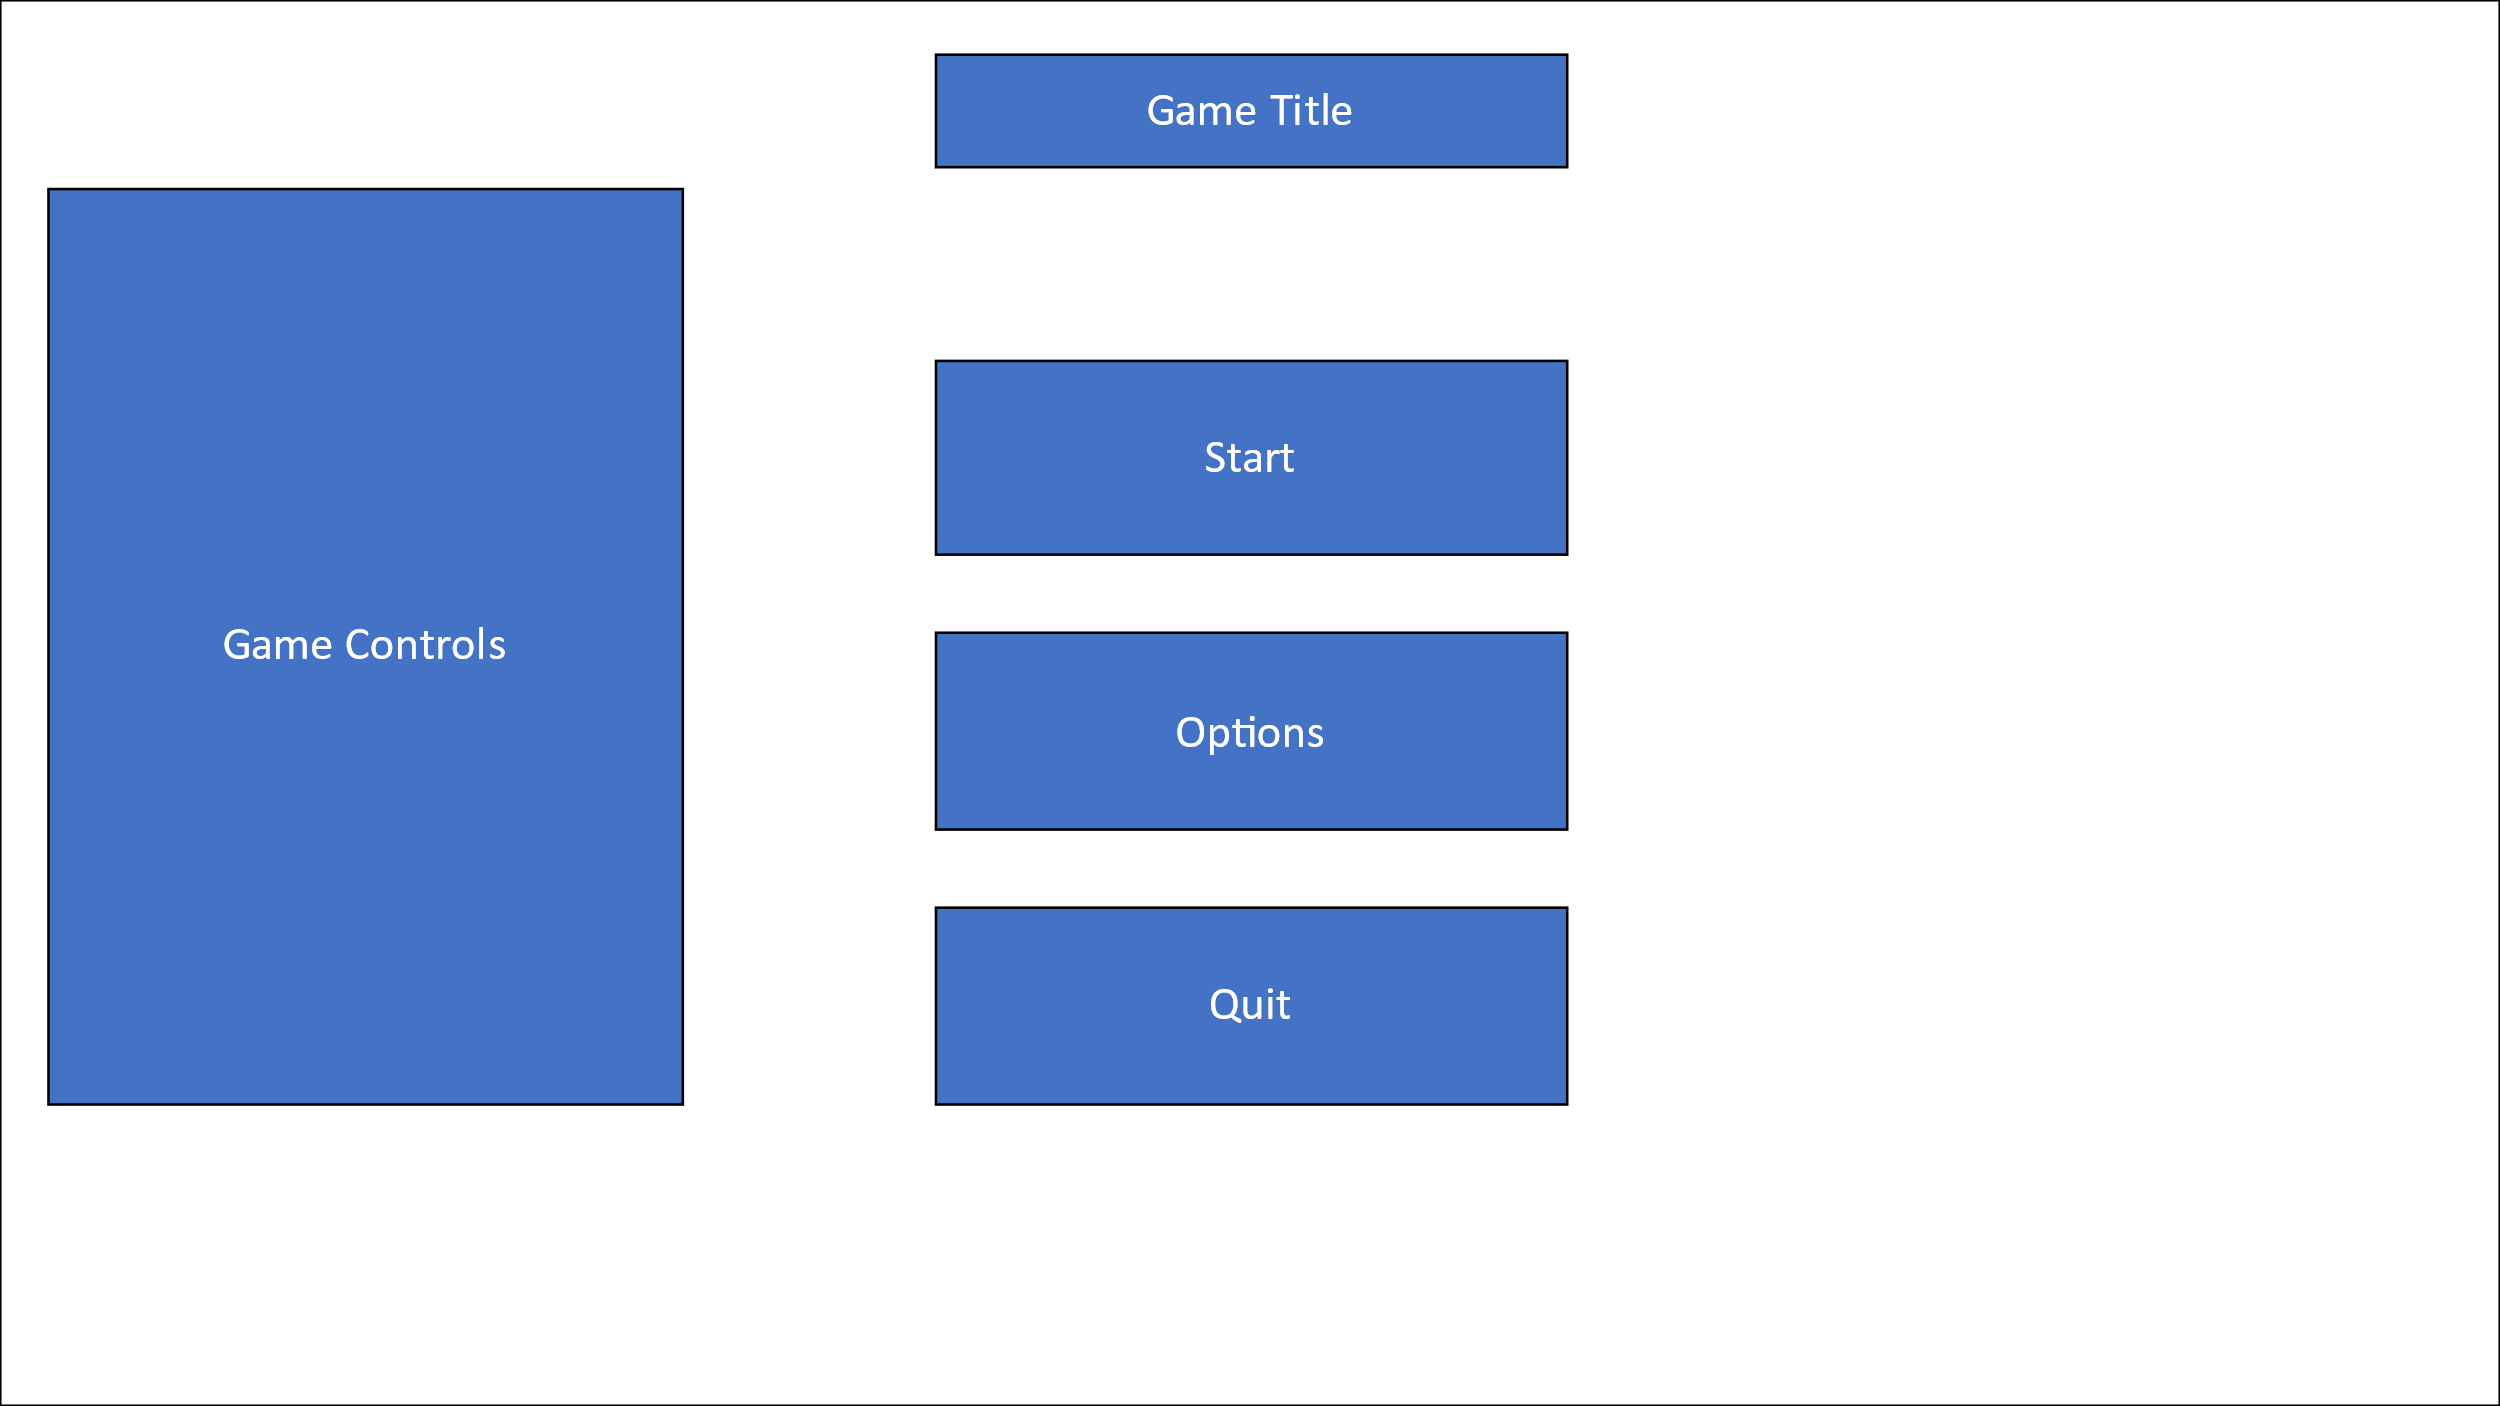 Game Title
Game Controls
Start
Options
Quit